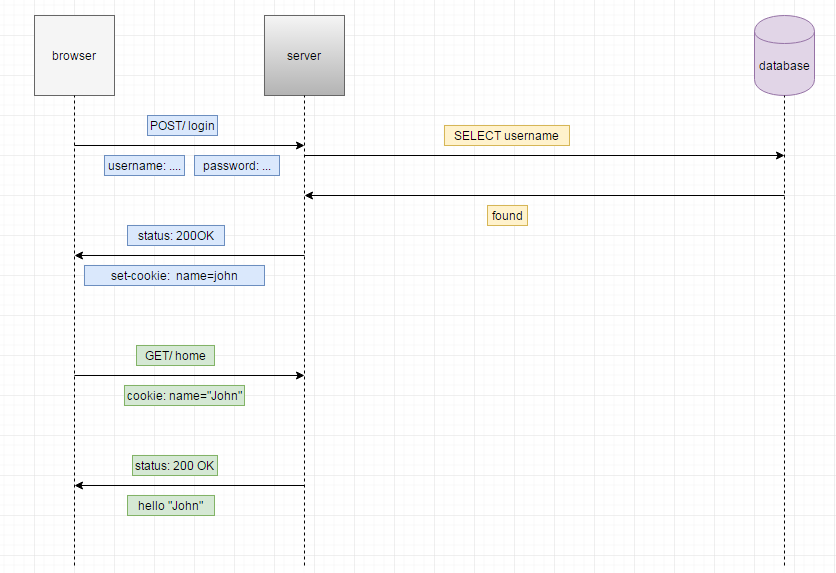 browser
server
database
POST/ login
SELECT username
username: ....
password: ...
found
status: 200OK
set-cookie:  name=john
GET/ home
cookie: name="John"
status: 200 OK
hello "John"